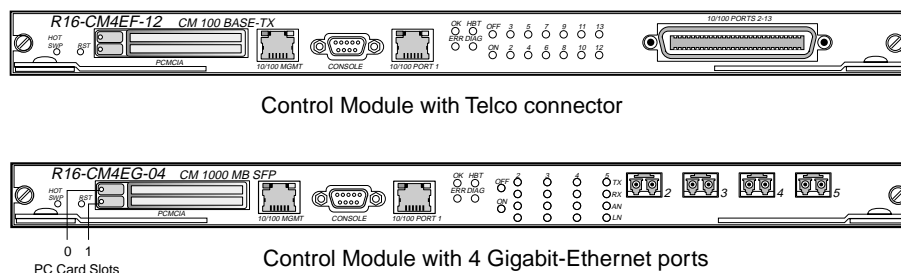 R16-CM4EF-12 CM 100 BASE-TX
HOT SWP RST
PCMCIA
10/100 MGMT
CONSOLE
10/100 PORT 1
OK HBT OFF 3 5 7 9 11 13
ERR DIAG
ON 2 4 6 8 10 12
10/100 PORTS 2-13
Control Module with Telco connector
R16-CM4EG-04 CM 1000 MB SFP
HOT SWP RST
PCMCIA
10/100 MGMT
CONSOLE
10/100 PORT 1
OK HBT OFF 2 3 4 5 TX
ERR DIAG
RX
ON
AN
LN
2 3 4 5
0 1
PC Card Slots
Control Module with 4 Gigabit-Ethernet ports